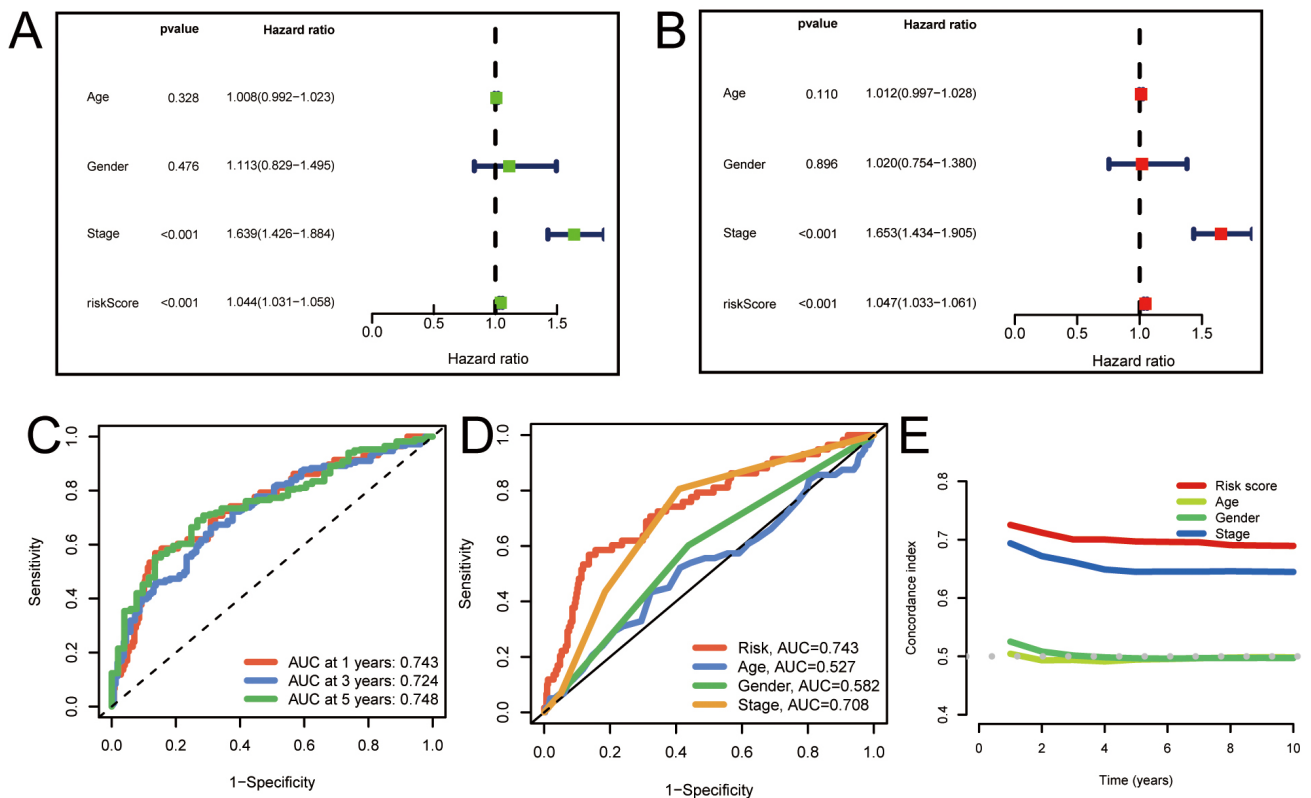 A
pvalue Hazard ratio
Age 0.328 1.008(0.992−1.023)
Gender 0.476 1.113(0.829−1.495)
Stage <0.001 1.639(1.426−1.884)
riskScore <0.001 1.044(1.031−1.058)
0.0 0.5 1.0 1.5
Hazard ratio
B
pvalue Hazard ratio
Age 0.110 1.012(0.997−1.028)
Gender 0.896 1.020(0.754−1.380)
Stage <0.001 1.653(1.434−1.905)
riskScore <0.001 1.047(1.033−1.061)
0.0 0.5 1.0 1.5
Hazard ratio
C
Sensitivity
1.0
0.8
0.6
0.4
0.2
0.0
AUC at 1 years: 0.743
AUC at 3 years: 0.724
AUC at 5 years: 0.748
0.0 0.2 0.4 0.6 0.8 1.0
1−Specificity
D
Sensitivity
1.0
0.8
0.6
0.4
0.2
0.0
Risk, AUC=0.743
Age, AUC=0.527
Gender, AUC=0.582
Stage, AUC=0.708
0.0 0.2 0.4 0.6 0.8 1.0
1−Specificity
E
Concordance index
0.8
0.7
0.6
0.5
0.4
Risk score
Age
Gender
Stage
0 2 4 6 8 10
Time (years)